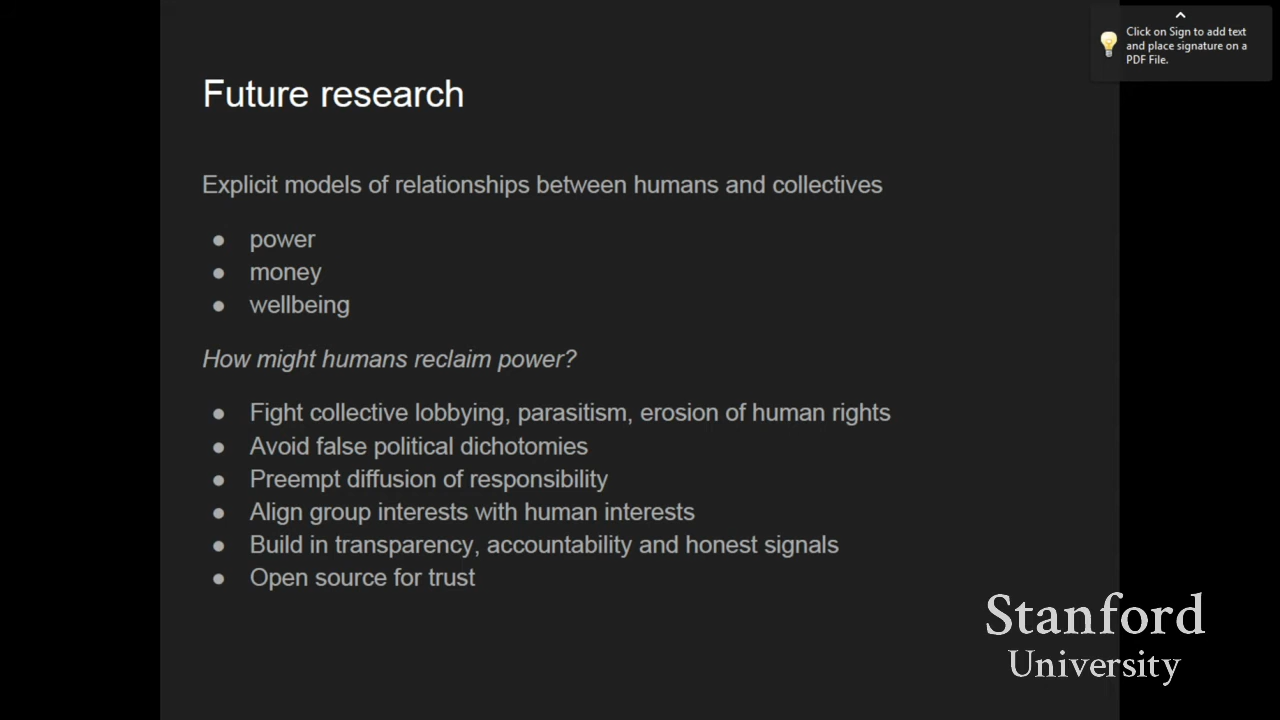 Click on Sign to add text
and place signature on a
PDF File.
Future research
Explicit models of relationships between humans and collectives
● power
● money
● wellbeing
How might humans reclaim power?
● Fight collective lobbying, parasitism, erosion of human rights
● Avoid false political dichotomies
● Preempt diffusion of responsibility
● Align group interests with human interests
● Build in transparency, accountability and honest signals
● Open source for trust
Stanford
University